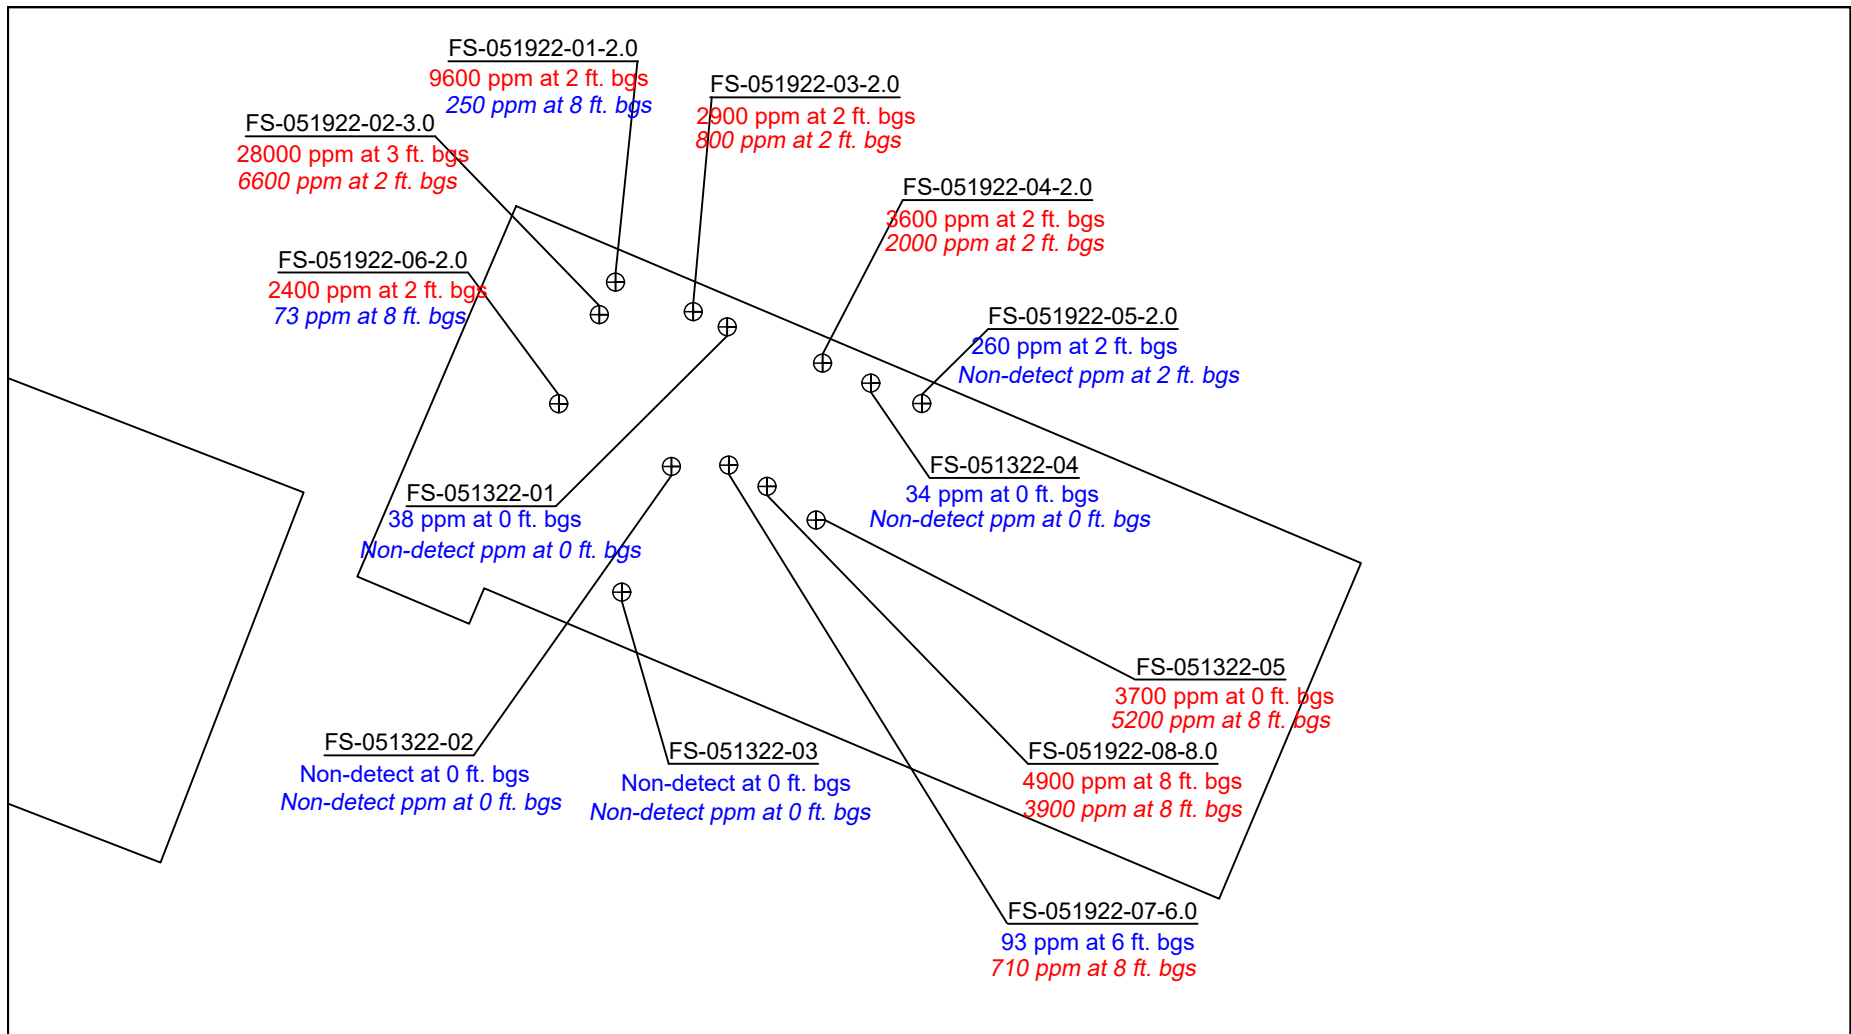 FS-051922-01-2.0
9600 ppm at 2 ft. bgs
250 ppm at 8 ft. bgs
FS-051922-03-2.0
2900 ppm at 2 ft. bgs
800 ppm at 2 ft. bgs
FS-051922-02-3.0
28000 ppm at 3 ft. bgs
6600 ppm at 2 ft. bgs
FS-051922-04-2.0
3600 ppm at 2 ft. bgs
2000 ppm at 2 ft. bgs
FS-051922-06-2.0
2400 ppm at 2 ft. bgs
73 ppm at 8 ft. bgs
FS-051922-05-2.0
260 ppm at 2 ft. bgs
Non-detect ppm at 2 ft. bgs
FS-051322-04
34 ppm at 0 ft. bgs
Non-detect ppm at 0 ft. bgs
FS-051322-01
38 ppm at 0 ft. bgs
Non-detect ppm at 0 ft. bgs
FS-051322-05
3700 ppm at 0 ft. bgs
5200 ppm at 8 ft. bgs
FS-051322-02
Non-detect at 0 ft. bgs
Non-detect ppm at 0 ft. bgs
FS-051322-03
Non-detect at 0 ft. bgs
Non-detect ppm at 0 ft. bgs
FS-051922-08-8.0
4900 ppm at 8 ft. bgs
3900 ppm at 8 ft. bgs
FS-051922-07-6.0
93 ppm at 6 ft. bgs
710 ppm at 8 ft. bgs